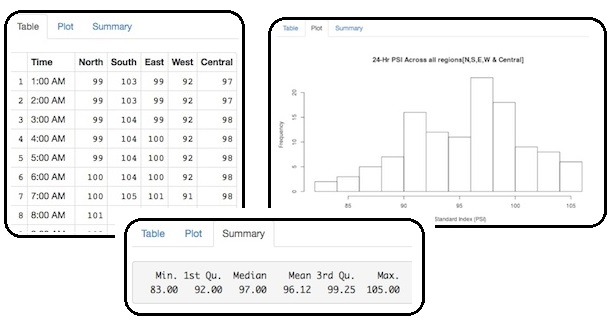 Table Plot Summary
Time North South East West Central
1 1:00 AM 99 103 99 92 97
2 2:00 AM 99 103 99 92 97
3 3:00 AM 99 104 99 92 98
4 4:00 AM 99 104 100 92 98
5 5:00 AM 99 104 100 92 98
6 6:00 AM 100 104 100 92 98
7 7:00 AM 100 105 101 91 98
8 8:00 AM 101
Table Plot Summary
24-Hr PSI Across all regions[N,S,E,W & Central]
Frequency
20
15
10
5
0
85 90 95 100 105
Standard Index (PSI)
Table Plot Summary
Min. 1st Qu. Median Mean 3rd Qu. Max.
83.00 92.00 97.00 96.12 99.25 105.00